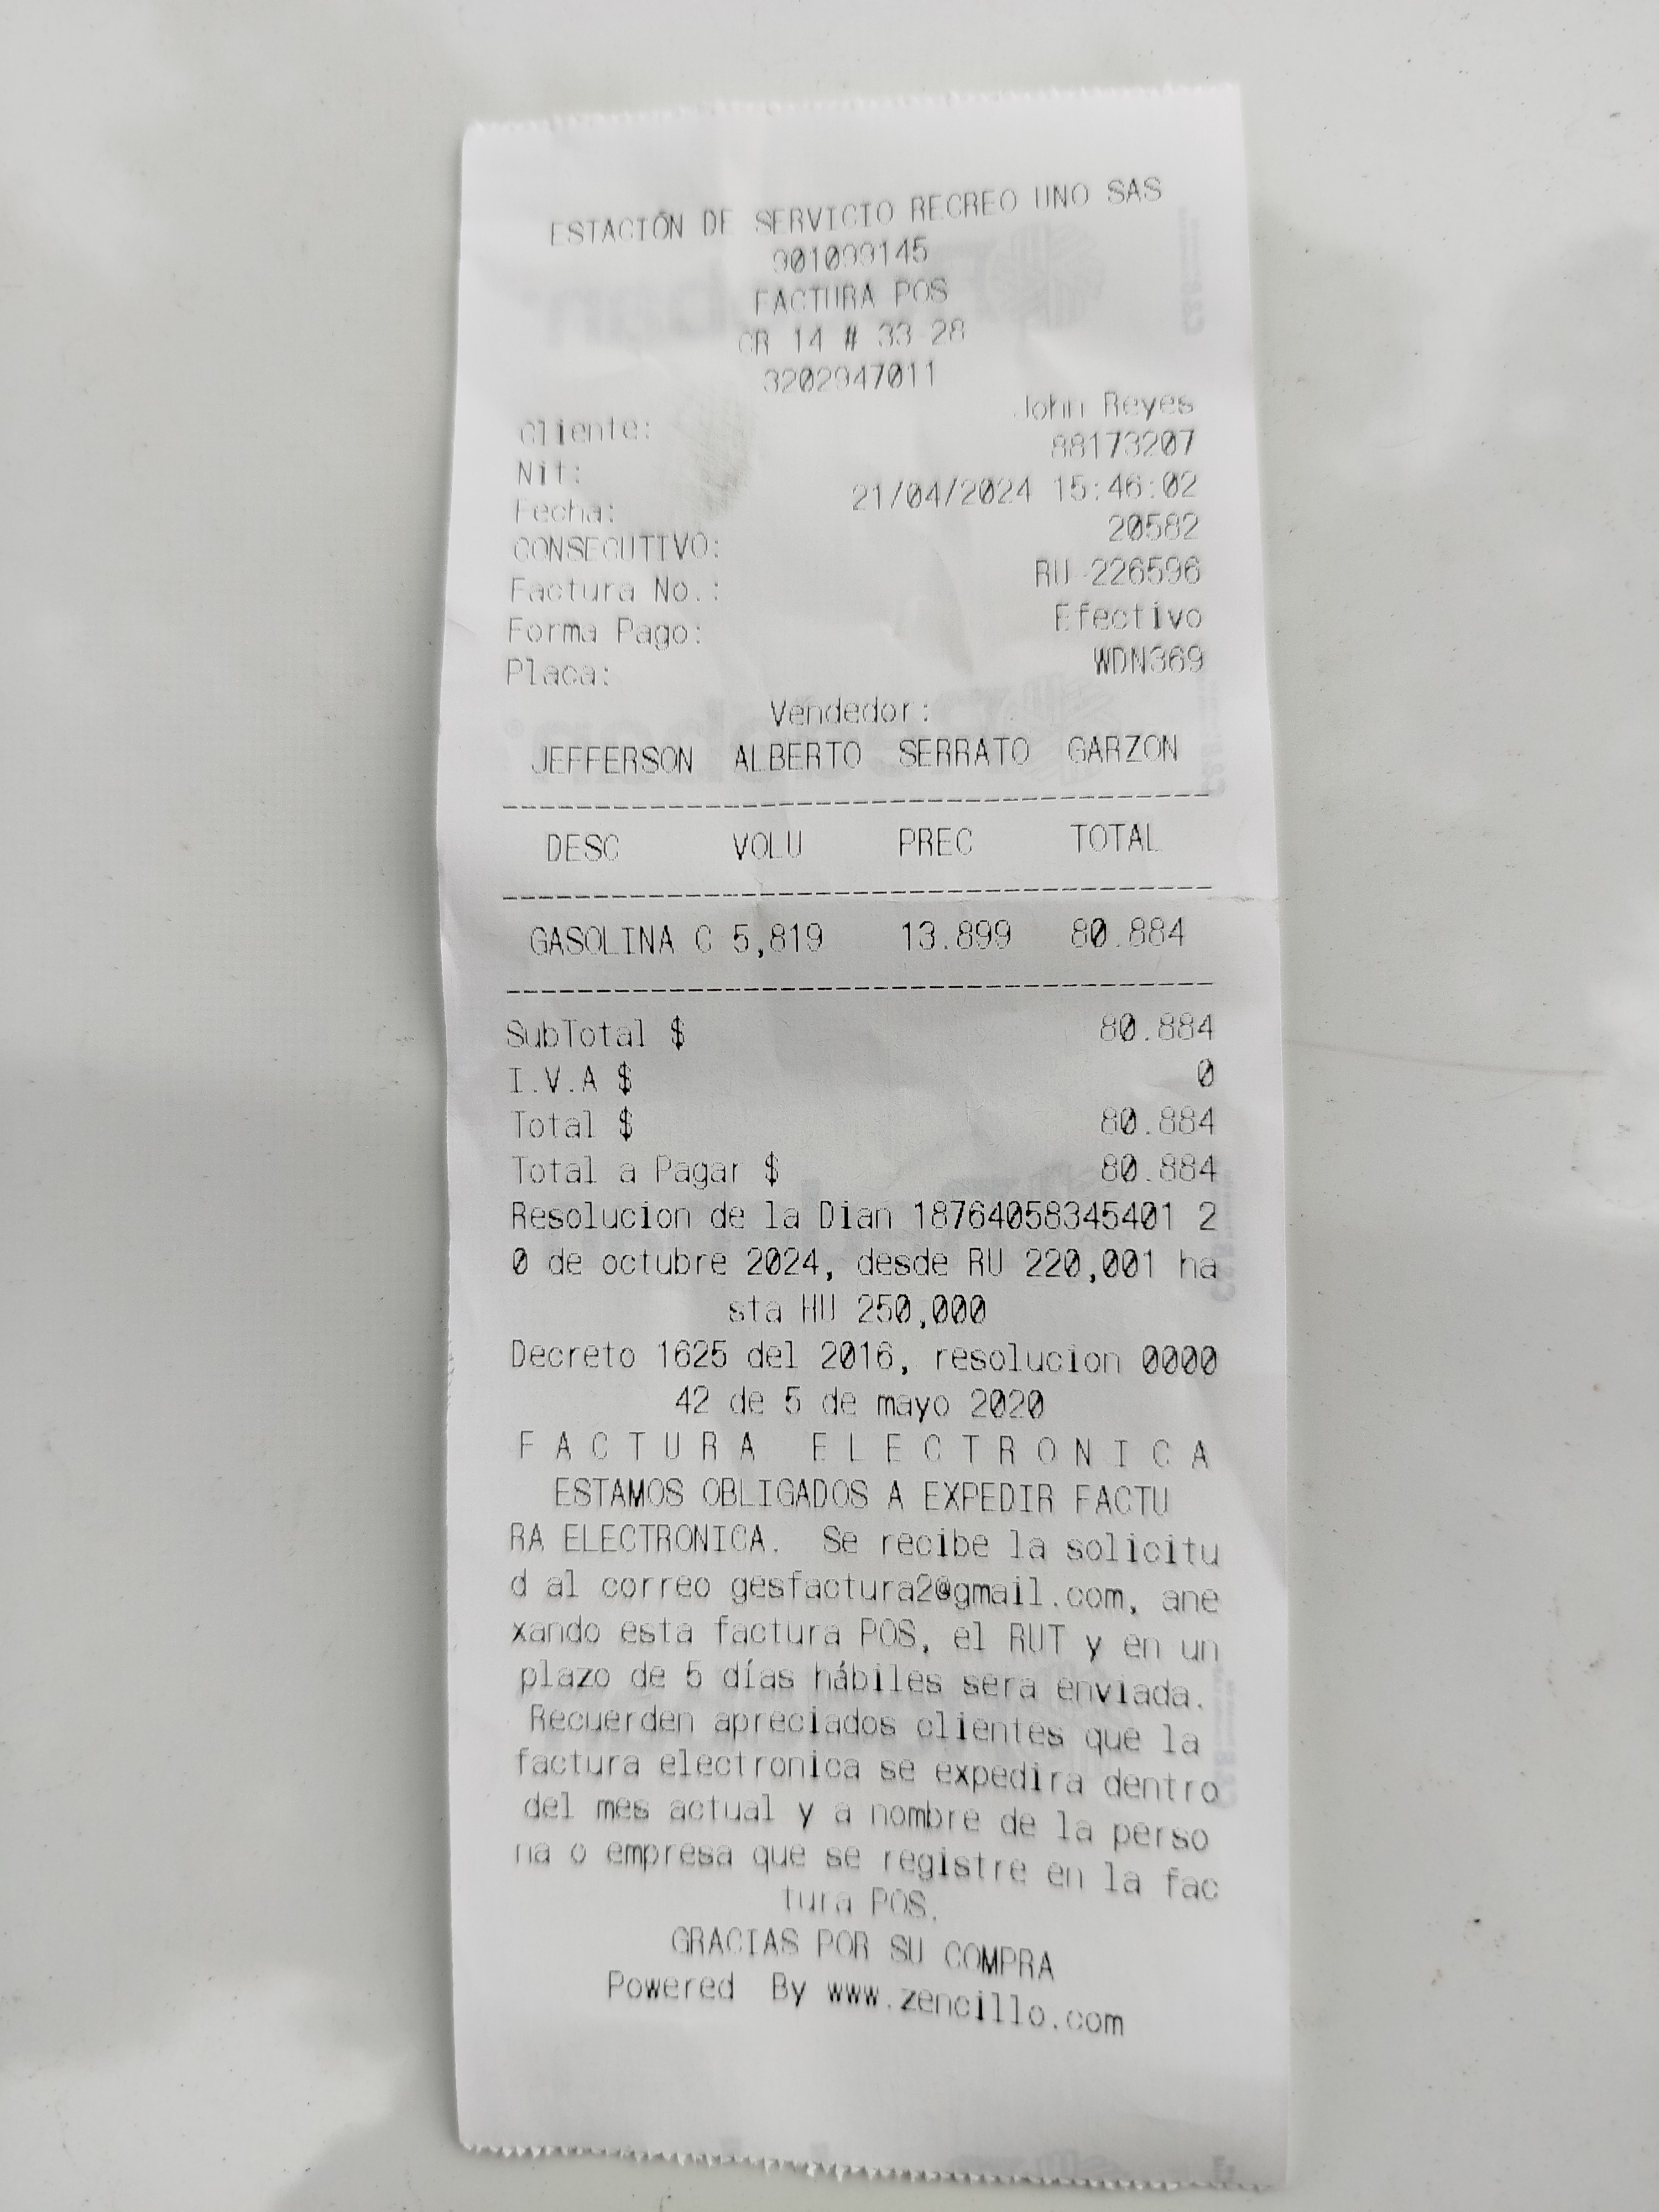 ESTACIÓN DE SERVICIO RECREO UNO SAS
901099145
FACTURA POS
CR 14 # 33-28
3202947011
Cliente: John Reyes
Nit: 88173207
Fecha: 21/04/2024 15:46:02
CONSECUTIVO: 20582
Factura No.: RU-226596
Forma Pago: Efectivo
Placa: WDN369
Vendedor:
JEFFERSON ALBERTO SERRATO GARZON
DESC VOLU PREC TOTAL
GASOLINA C 5,819 13.899 80.884
SubTotal $ 80.884
I.V.A $ 0
Total $ 80.884
Total a Pagar $ 80.884
Resolucion de la Dian 18764058345401 2
0 de octubre 2024, desde RU 220,001 ha
sta HU 250,000
Decreto 1625 del 2016, resolucion 0000
42 de 5 de mayo 2020
F A C T U R A E L E C T R O N I C A
ESTAMOS OBLIGADOS A EXPEDIR FACTU
RA ELECTRONICA. Se recibe la solicitu
d al correo gesfactura2@gmail.com, ane
xando esta factura POS, el RUT y en un
plazo de 5 días hábiles sera enviada.
Recuerden apreciados clientes que la
factura electronica se expedira dentro
del mes actual y a nombre de la perso
na o empresa que se registre en la fac
tura POS.
GRACIAS POR SU COMPRA
Powered By www.zencillo.com